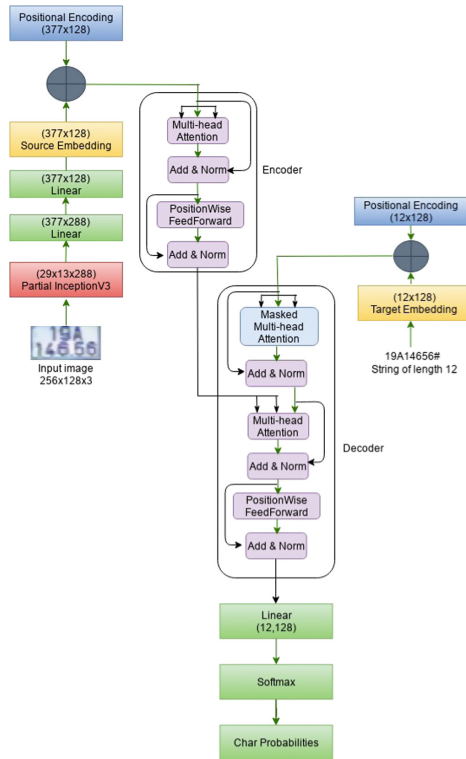 Positional Encoding
(377x128)
(377x128)
Source Embedding
(377x128)
Linear
(377x288)
Linear
(29x13x288)
Partial InceptionV3
19A
14656
Input image
256x128x3
Multi-head
Attention
Add & Norm
PositionWise
FeedForward
Add & Norm
Encoder
Positional Encoding
(12x128)
(12x128)
Target Embedding
19A14656#
String of length 12
Masked
Multi-head
Attention
Add & Norm
Multi-head
Attention
Add & Norm
PositionWise
FeedForward
Add & Norm
Decoder
Linear
(12,128)
Softmax
Char Probabilities